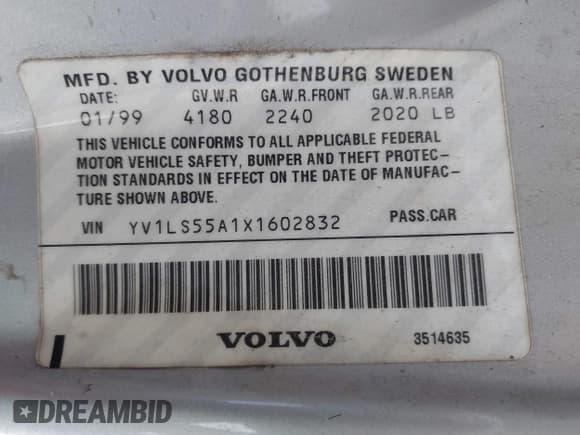 MFD. BY VOLVO GOTHENBURG SWEDEN
DATE: GV.W.R GA.W.R.FRONT GA.W.R.REAR
01/99 4180 2240 2020 LB
THIS VEHICLE CONFORMS TO ALL APPLICABLE FEDERAL
MOTOR VEHICLE SAFETY, BUMPER AND THEFT PROTEC-
TION STANDARDS IN EFFECT ON THE DATE OF MANUFAC-
TURE SHOWN ABOVE.
VIN YV1LS55A1X1602832 PASS.CAR
VOLVO 3514635
DREAMBID